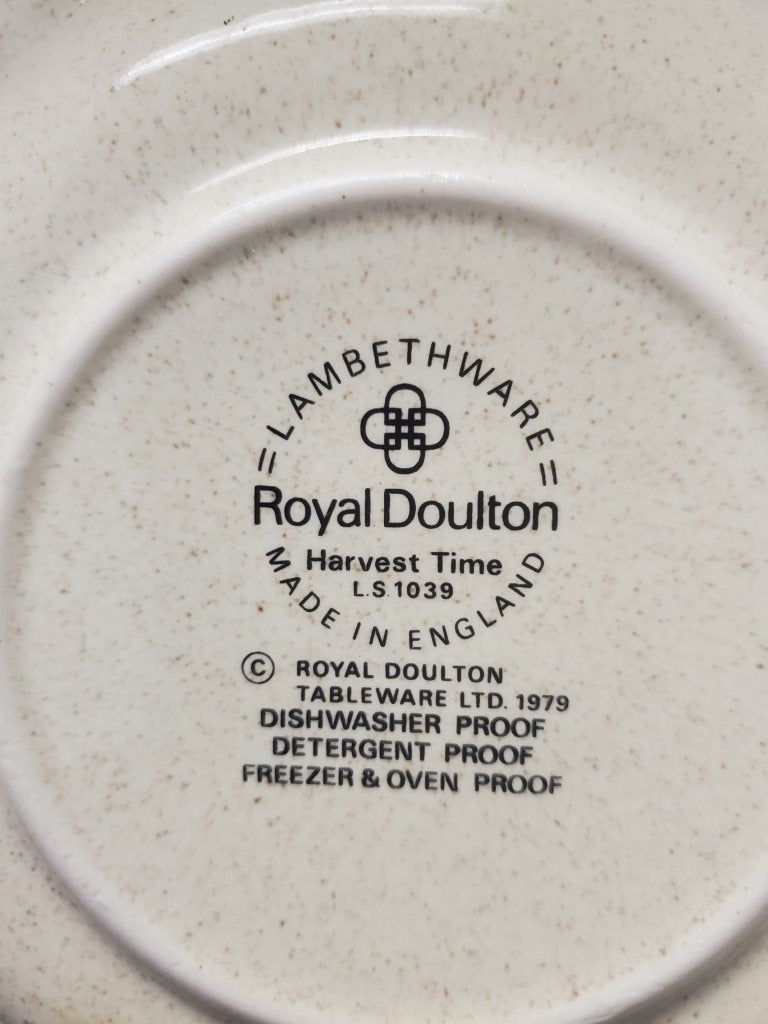 =LAMBETHWARE=
Royal Doulton
Harvest Time
L.S.1039
MADE IN ENGLAND
© ROYAL DOULTON
TABLEWARE LTD. 1979
DISHWASHER PROOF
DETERGENT PROOF
FREEZER & OVEN PROOF